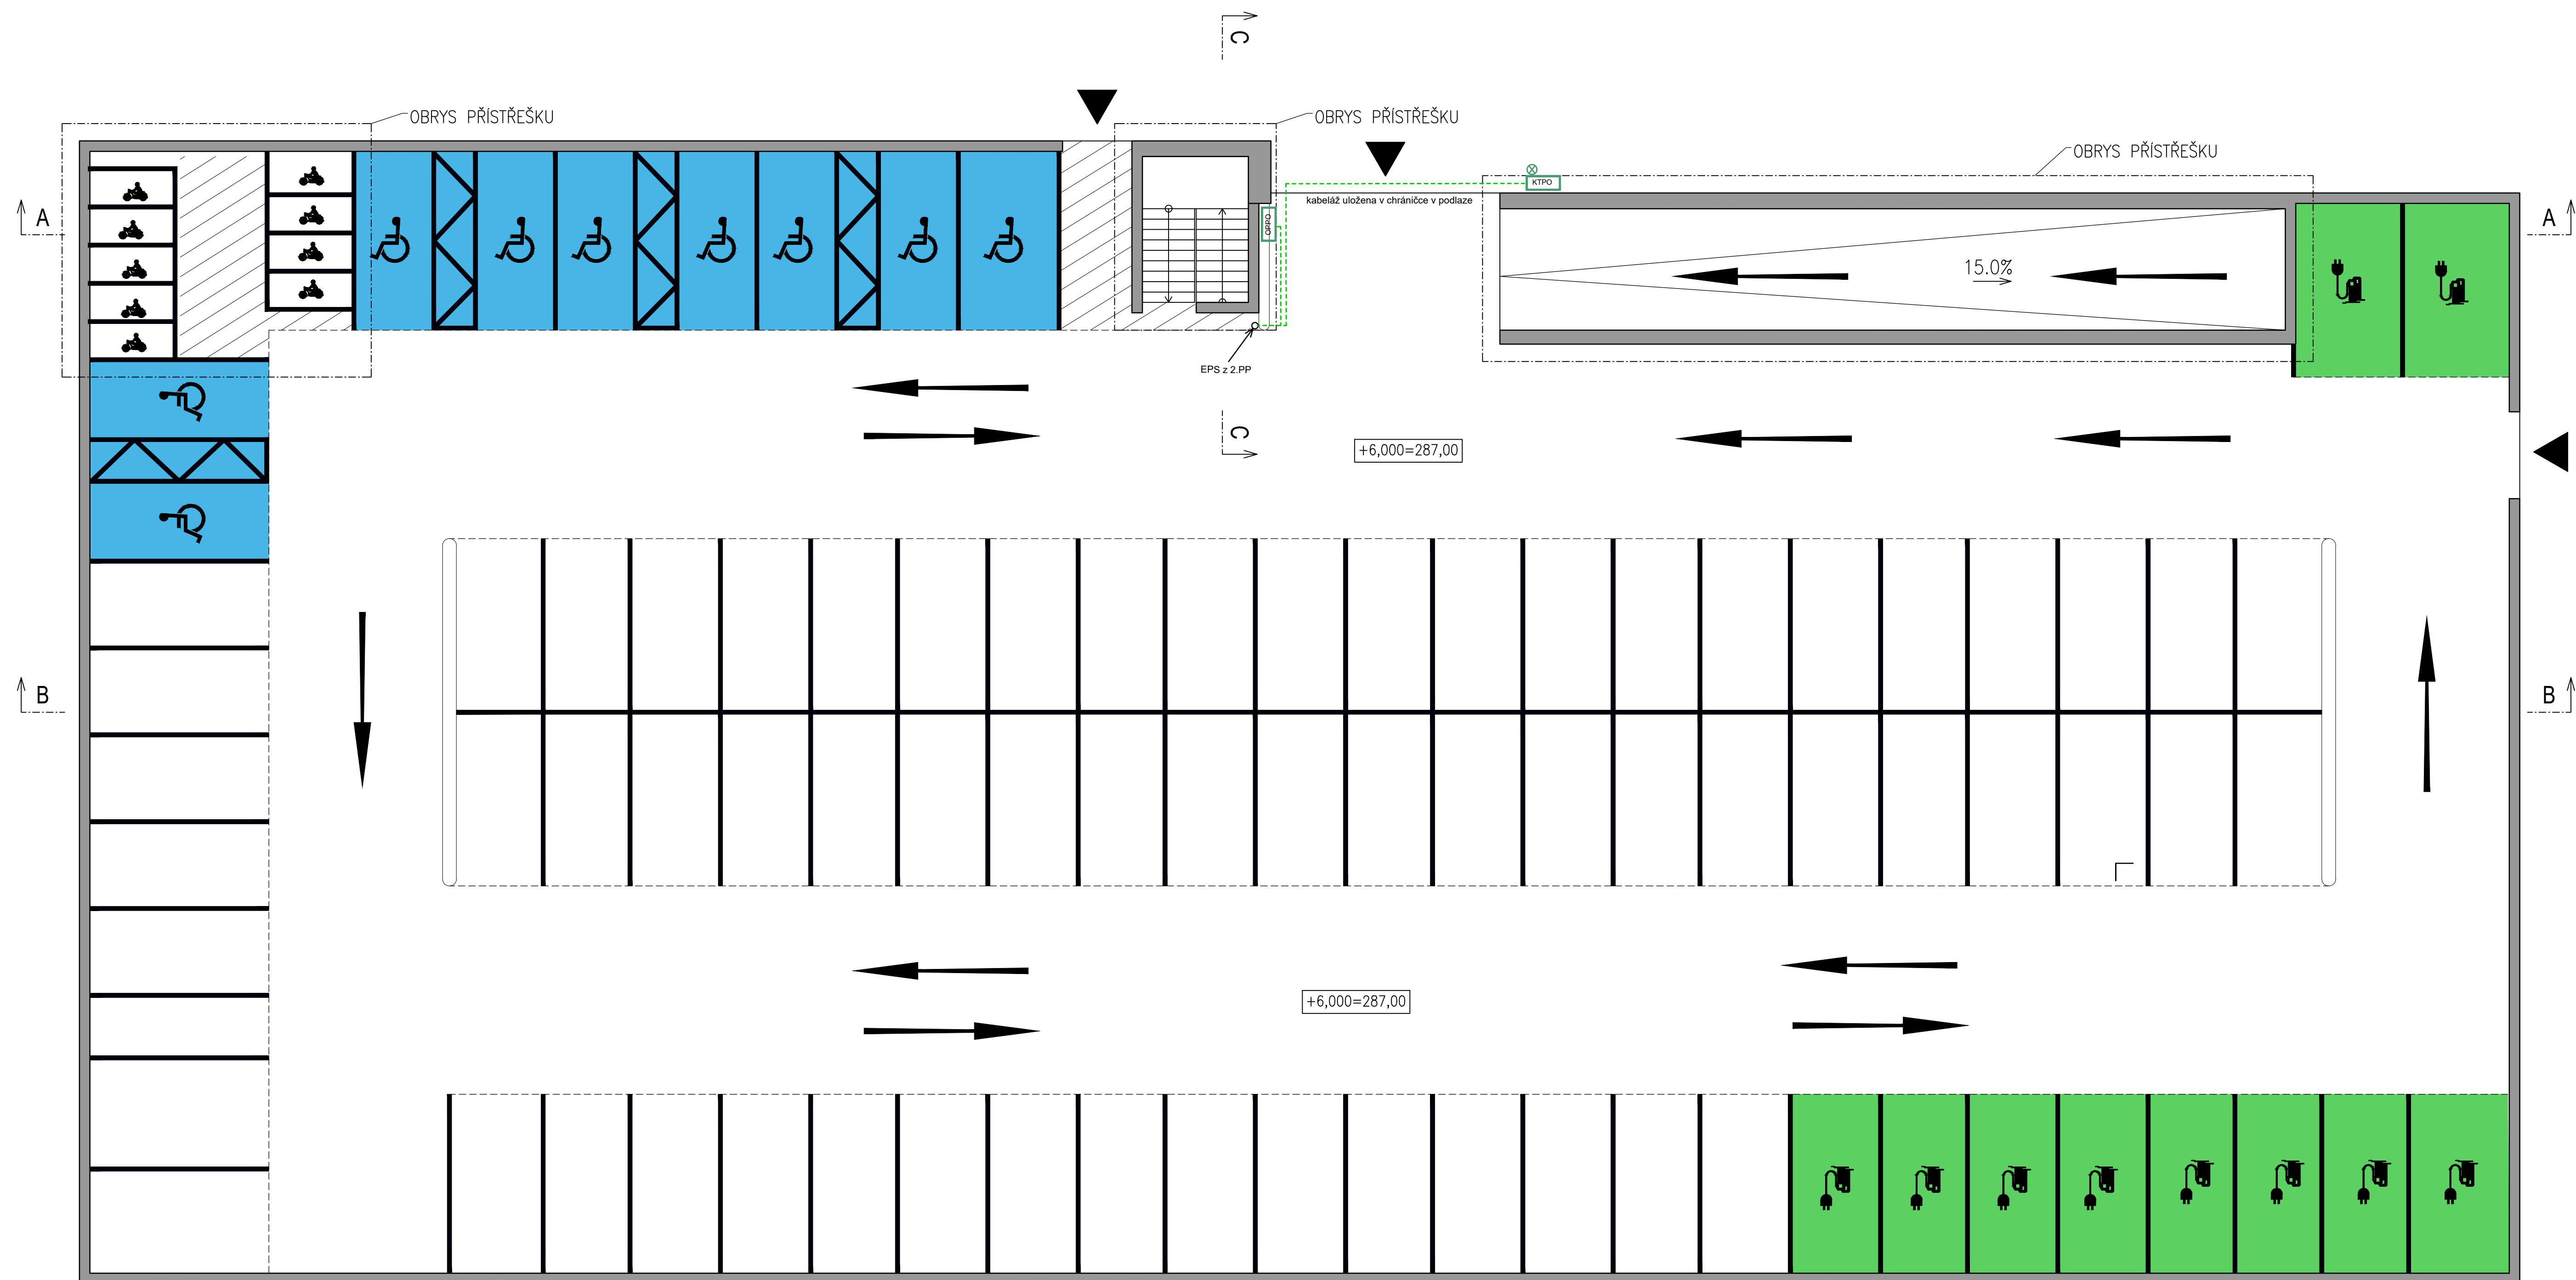 C
OBRYS PŘÍSTŘEŠKU
OBRYS PŘÍSTŘEŠKU
OBRYS PŘÍSTŘEŠKU
KTPO
kabeláž uložena v chráničce v podlaze
A
OPPO
A
15.0%
EPS z 2.PP
C
+6,000=287,00
B
B
+6,000=287,00